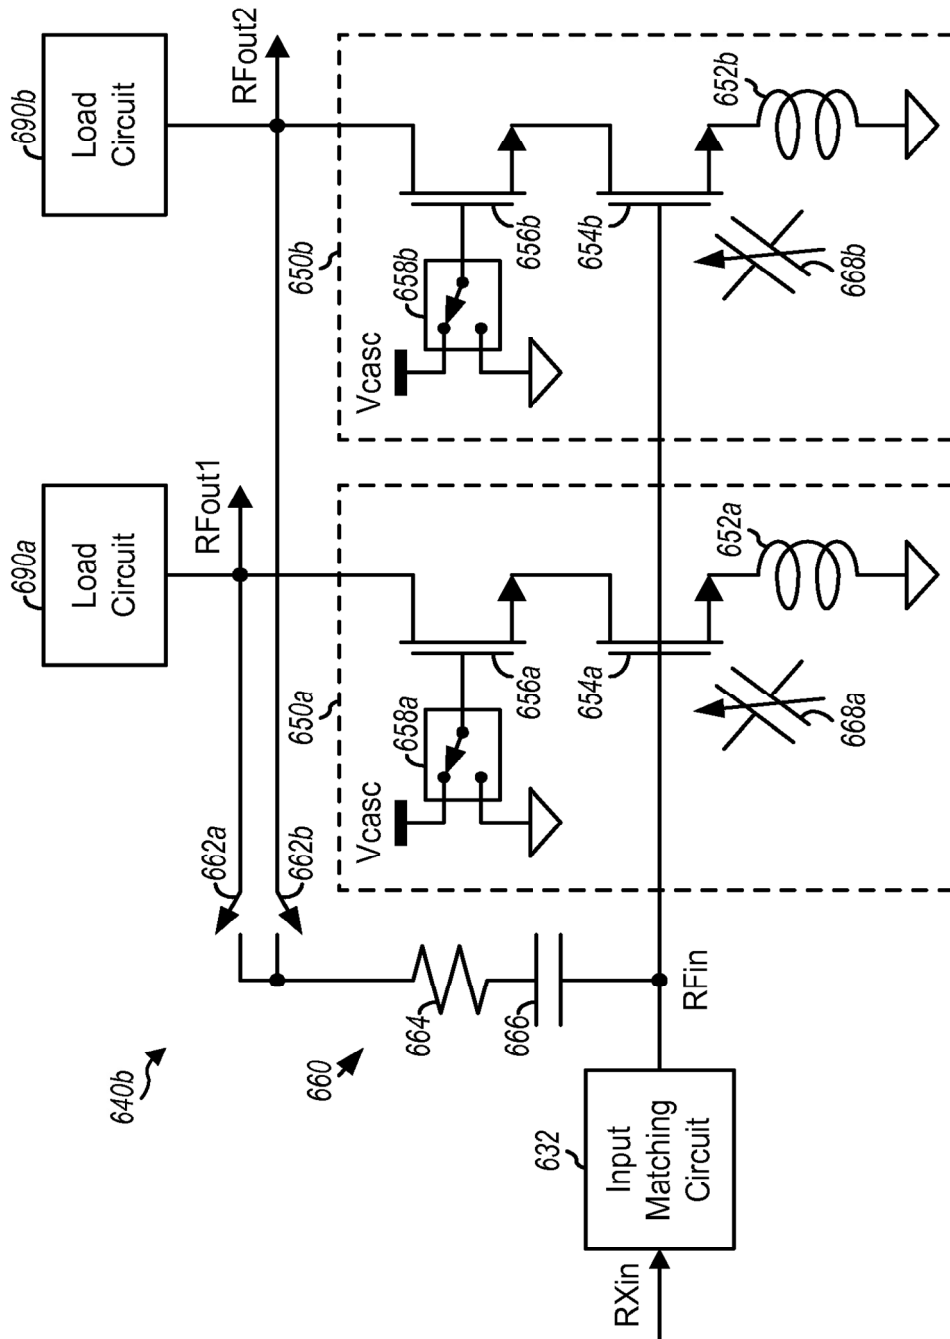 690b
Load
Circuit
RFout2
690a
Load
Circuit
RFout1
650b
Vcasc
658b
656b
654b
652b
668b
650a
Vcasc
658a
656a
654a
652a
668a
662a
662b
664
666
RFin
640b
660
632
Input
Matching
Circuit
RXin